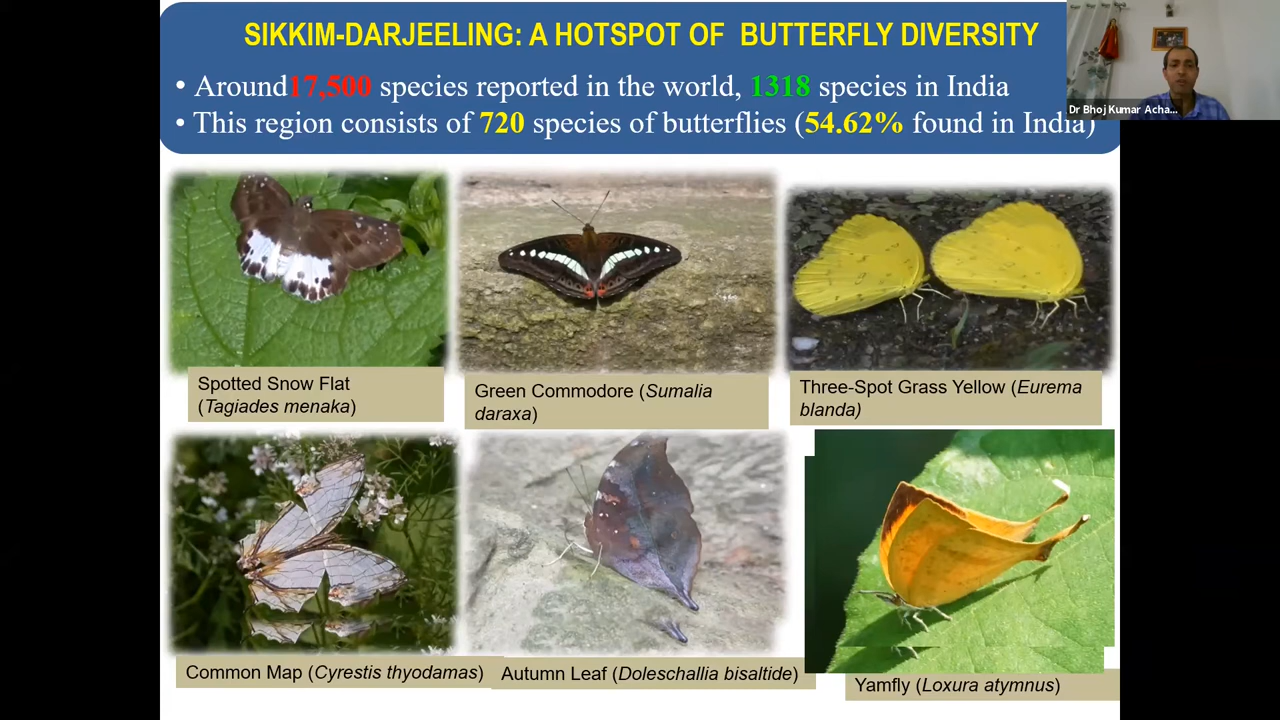 SIKKIM-DARJEELING: A HOTSPOT OF BUTTERFLY DIVERSITY
• Around17,500 species reported in the world, 1318 species in India
• This region consists of 720 species of butterflies (54.62% found in India)
Dr Bhoj Kumar Acha...
Spotted Snow Flat
(Tagiades menaka)
Green Commodore (Sumalia
daraxa)
Three-Spot Grass Yellow (Eurema
blanda)
Common Map (Cyrestis thyodamas)
Autumn Leaf (Doleschallia bisaltide)
Yamfly (Loxura atymnus)